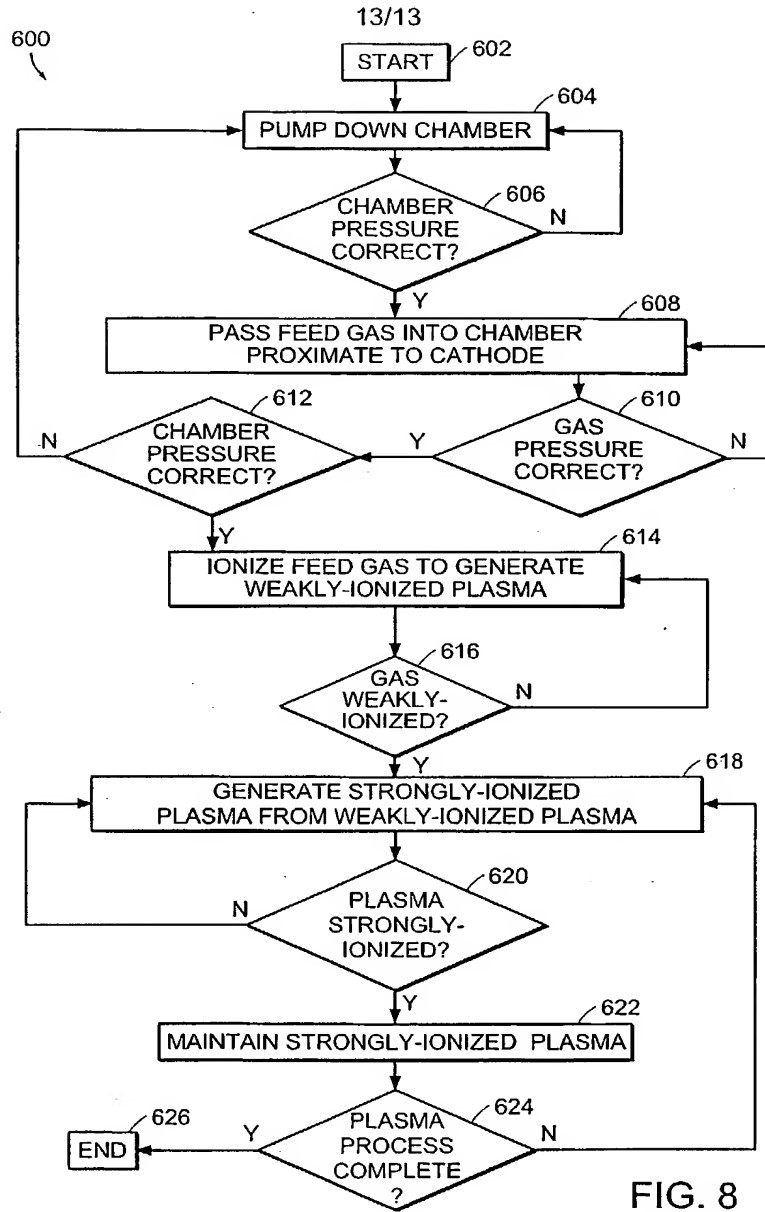 13/13
600
START
602
604
PUMP DOWN CHAMBER
606
CHAMBER
PRESSURE
CORRECT?
N
Y
608
PASS FEED GAS INTO CHAMBER
PROXIMATE TO CATHODE
612
610
N
CHAMBER
PRESSURE
CORRECT?
Y
GAS
PRESSURE
CORRECT?
N
Y
614
IONIZE FEED GAS TO GENERATE
WEAKLY-IONIZED PLASMA
616
GAS
WEAKLY-
IONIZED?
N
Y
618
GENERATE STRONGLY-IONIZED
PLASMA FROM WEAKLY-IONIZED PLASMA
620
N
PLASMA
STRONGLY-
IONIZED?
Y
622
MAINTAIN STRONGLY-IONIZED PLASMA
624
626
END
Y
PLASMA
PROCESS
COMPLETE
?
N
FIG. 8